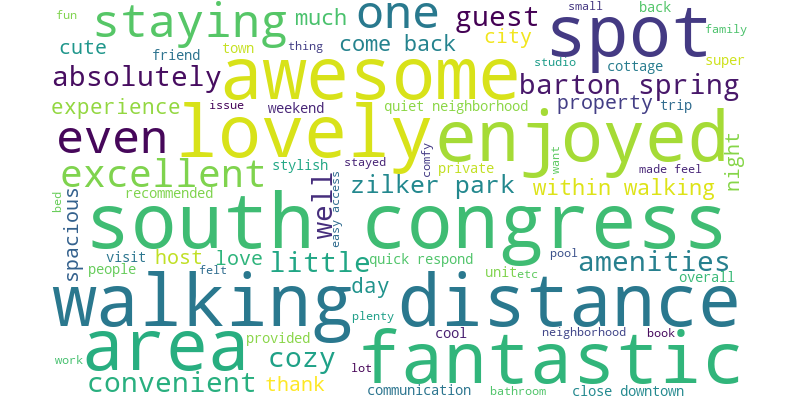 fun staying much one guest small back
cute friend town thing come back city spot family
absolutely awesome studio cottage super
experience issue weekend quiet neighborhood barton spring property trip
even lovely enjoyed
excellent stylish stayed comfy private want made feel night
bed recommended well easy access zilker park within walking
spacious south congress
visit host love little quick respond pool amenities
people felt day unit etc overall
walking distance
plenty
area provided cozy cool neighborhood book
work lot fantastic
convenient thank communication bathroom close downtown